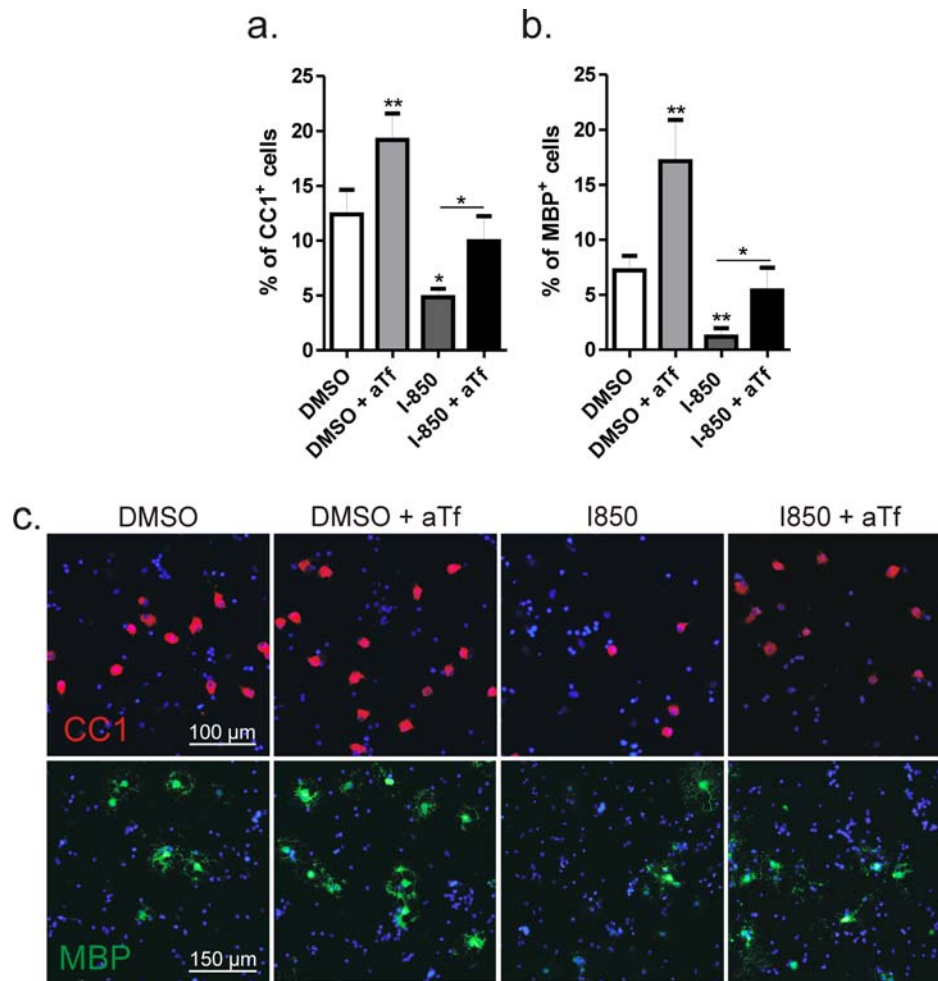 a.
% of CC1⁺ cells
25
20
15
10
5
0
**
*
*
DMSO
DMSO + aTf
I-850
I-850 + aTf
b.
% of MBP⁺ cells
25
20
15
10
5
0
**
*
**
DMSO
DMSO + aTf
I-850
I-850 + aTf
c.
DMSO
DMSO + aTf
I850
I850 + aTf
CC1
100 µm
MBP
150 µm